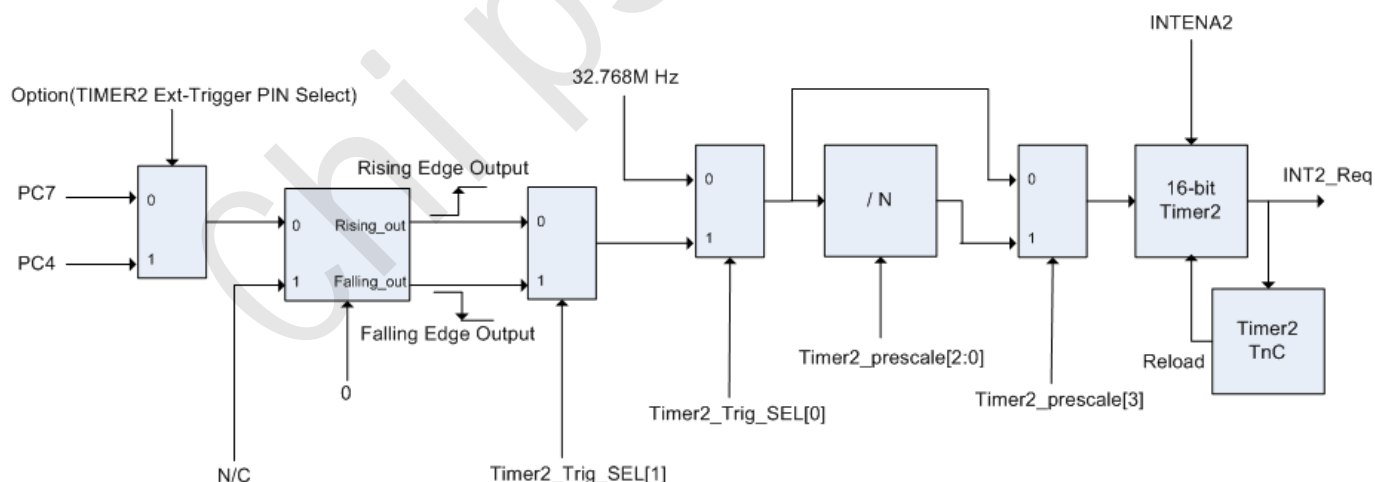 INTENA2
32.768M Hz
Option(TIMER2 Ext-Trigger PIN Select)
Rising Edge Output
PC7
0
1
PC4
0
Rising_out
1
Falling_out
0
1
0
1
/ N
0
1
16-bit
Timer2
INT2_Req
Falling Edge Output
Timer2_prescale[2:0]
Reload
Timer2
TnC
0
Timer2_Trig_SEL[0]
Timer2_prescale[3]
N/C
Timer2_Trig_SEL[1]
Chi ps